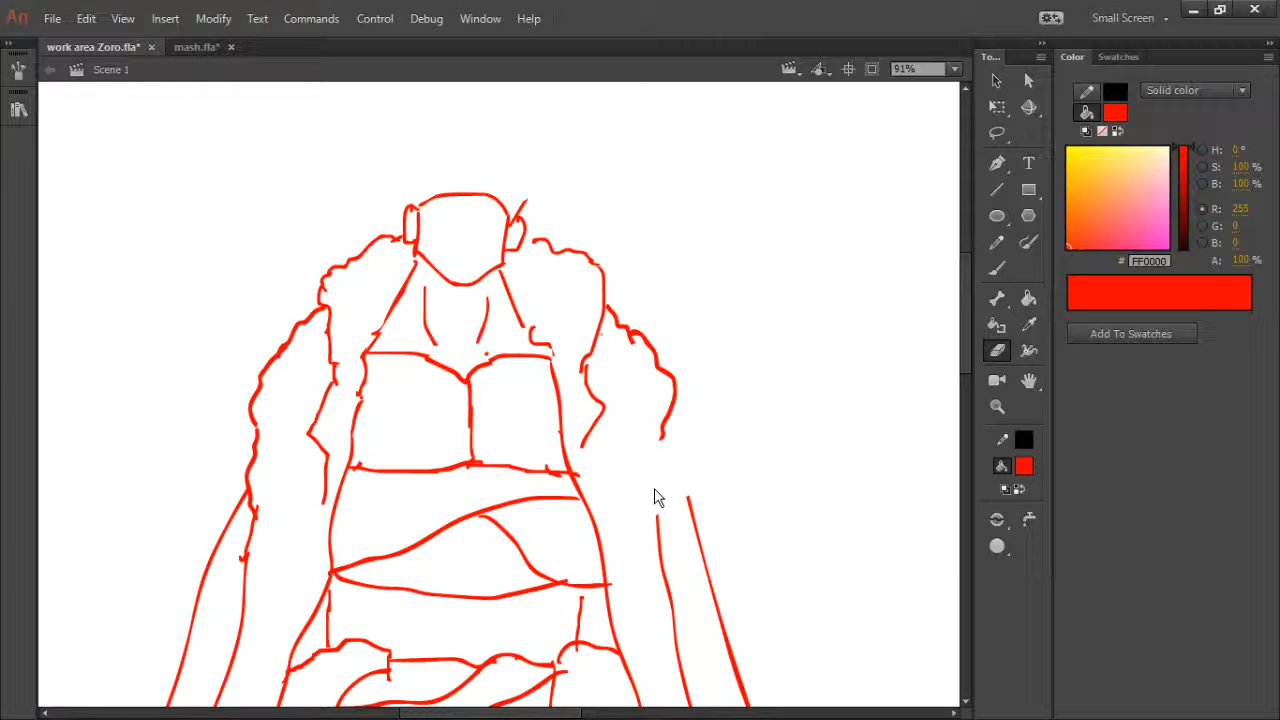 An File Edit View Insert Modify Text Commands Control Debug Window Help Small Screen
work area Zoro.fla* × mash.fla* ×
To... Color Swatches
Scene 1 91%
Solid color
H: 0 °
S: 100 %
B: 100 %
R: 255
G: 0
B: 0
# FF0000 A: 100 %
Add To Swatches
T